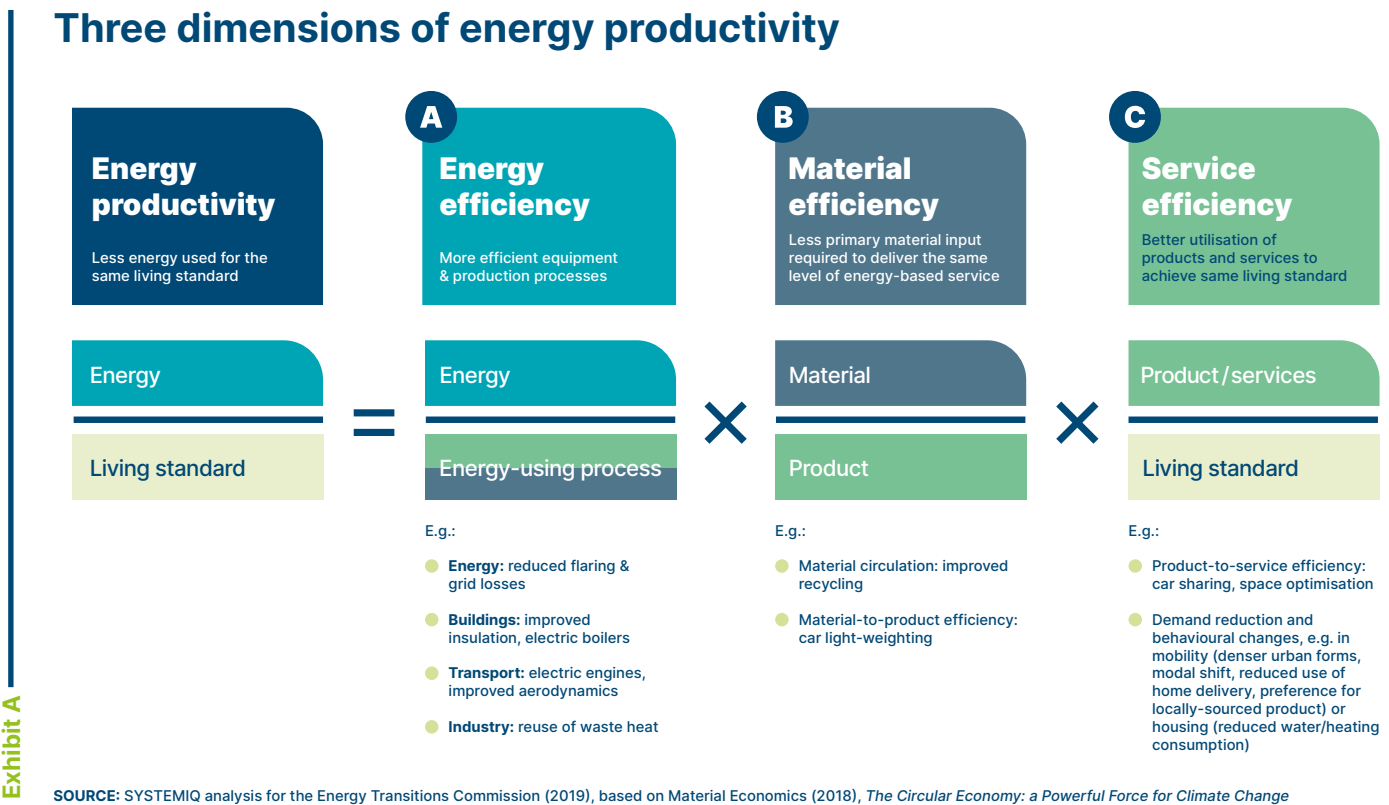 Three dimensions of energy productivity
Energy
productivity
Less energy used for the
same living standard
A
Energy
efficiency
More efficient equipment
& production processes
B
Material
efficiency
Less primary material input
required to deliver the same
level of energy-based service
C
Service
efficiency
Better utilisation of
products and services to
achieve same living standard
Energy
Living standard
=
Energy
Energy-using process
×
Material
Product
×
Product/services
Living standard
E.g.:
Energy: reduced flaring &
grid losses
Buildings: improved
insulation, electric boilers
Transport: electric engines,
improved aerodynamics
Industry: reuse of waste heat
E.g.:
Material circulation: improved
recycling
Material-to-product efficiency:
car light-weighting
E.g.:
Product-to-service efficiency:
car sharing, space optimisation
Demand reduction and
behavioural changes, e.g. in
mobility (denser urban forms,
modal shift, reduced use of
home delivery, preference for
locally-sourced product) or
housing (reduced water/heating
consumption)
Exhibit A
SOURCE: SYSTEMIQ analysis for the Energy Transitions Commission (2019), based on Material Economics (2018), The Circular Economy: a Powerful Force for Climate Change